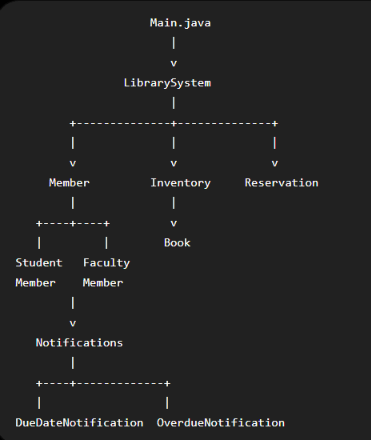 Main.java
|
v
LibrarySystem
|
+--------------+--------------+
| | |
v v v
Member Inventory Reservation
| |
+----+----+ v
| | Book
Student Faculty
Member Member
|
v
Notifications
|
+----+-------------+
| |
DueDateNotification OverdueNotification